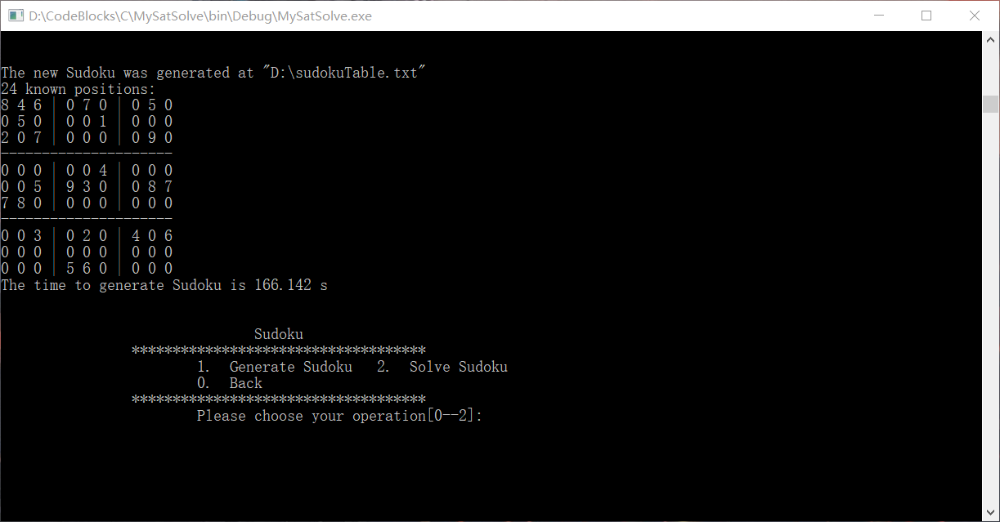 D:\CodeBlocks\C\MySatSolve\bin\Debug\MySatSolve.exe
The new Sudoku was generated at "D:\sudokuTable.txt"
24 known positions:
8 4 6 | 0 7 0 | 0 5 0
0 5 0 | 0 0 1 | 0 0 0
2 0 7 | 0 0 0 | 0 9 0
---------------------
0 0 0 | 0 0 4 | 0 0 0
0 0 5 | 9 3 0 | 0 8 7
7 8 0 | 0 0 0 | 0 0 0
---------------------
0 0 3 | 0 2 0 | 4 0 6
0 0 0 | 0 0 0 | 0 0 0
0 0 0 | 5 6 0 | 0 0 0
The time to generate Sudoku is 166.142 s
Sudoku
************************************
1. Generate Sudoku 2. Solve Sudoku
0. Back
************************************
Please choose your operation[0--2]: